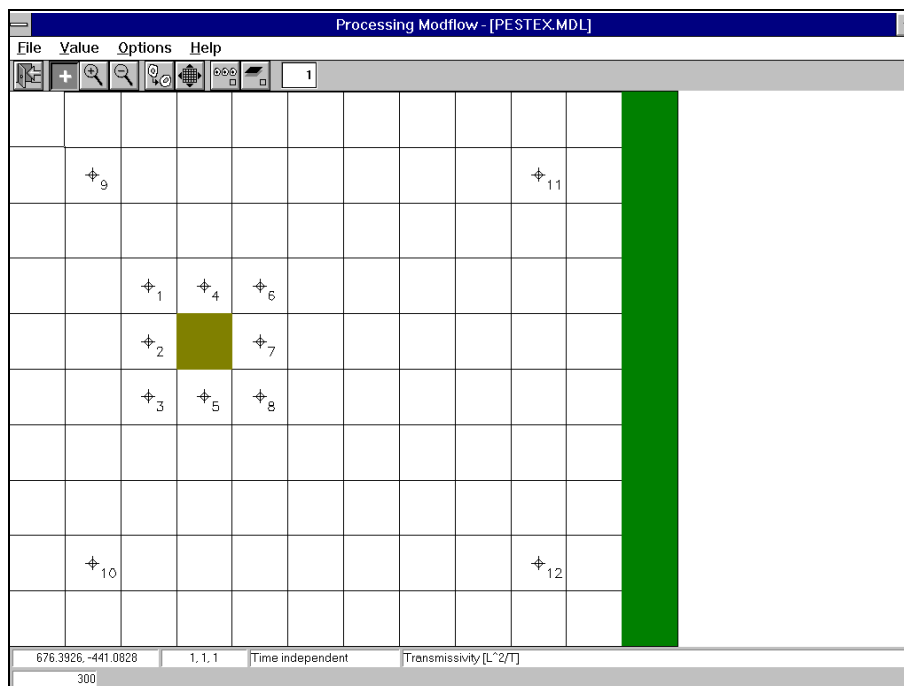 Processing Modflow - [PESTEX.MDL]
File Value Options Help
1
9 11
1 4 6
2 7
3 5 8
10 12
676.3926, -441.0828 1, 1, 1 Time independent Transmissivity [L^2/T]
300